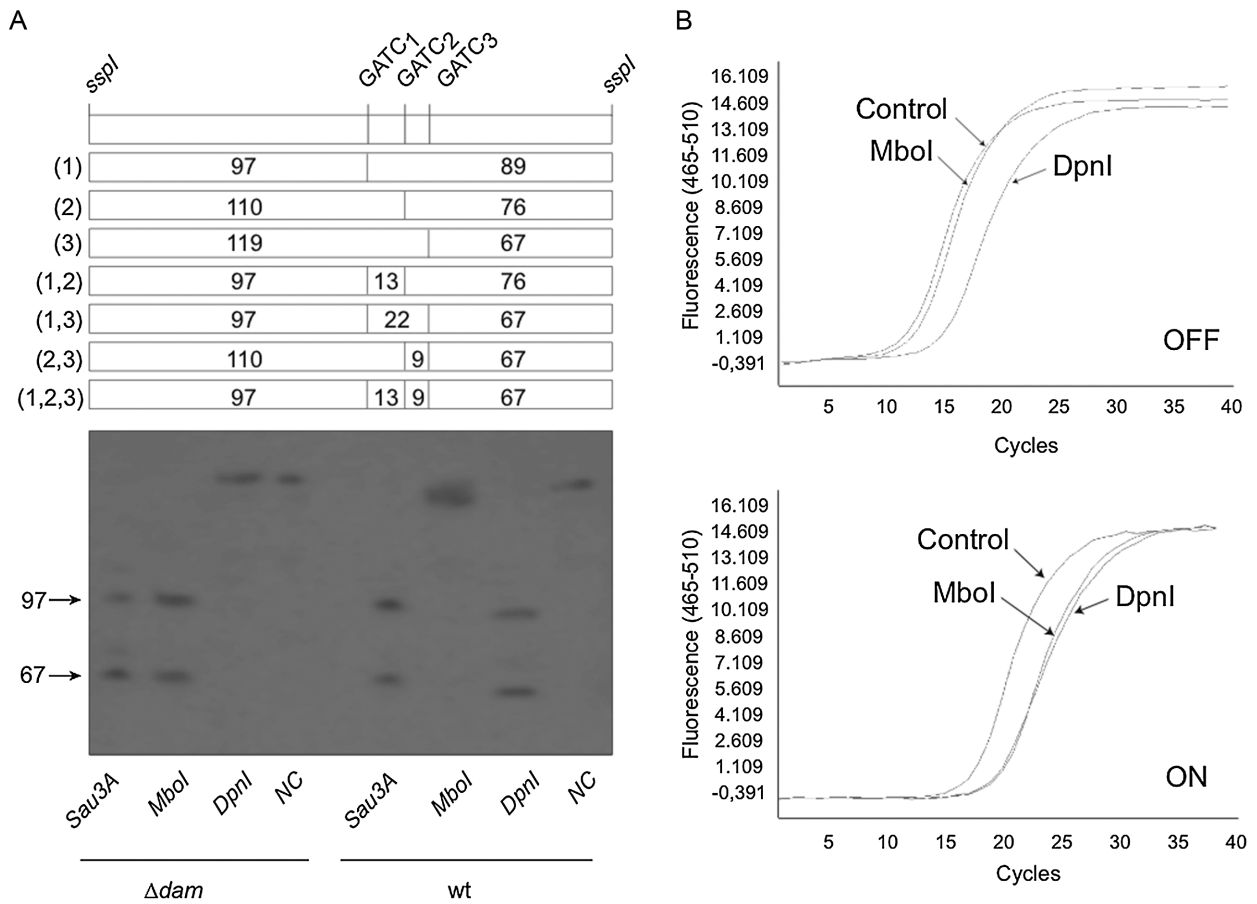 A
sspI GATC1 GATC2 GATC3 sspI
(1) 97 89
(2) 110 76
(3) 119 67
(1,2) 97 13 76
(1,3) 97 22 67
(2,3) 110 9 67
(1,2,3) 97 13 9 67
97
67
Sau3A MboI DpnI NC Sau3A MboI DpnI NC
Δdam wt
B
Fluorescence (465-510)
16.109
14.609
13.109
11.609
10.109
8.609
7.109
5.609
4.109
2.609
1.109
-0,391
Control
MboI
DpnI
OFF
5 10 15 20 25 30 35 40
Cycles
Fluorescence (465-510)
16.109
14.609
13.109
11.609
10.109
8.609
7.109
5.609
4.109
2.609
1.109
-0,391
Control
MboI
DpnI
ON
5 10 15 20 25 30 35 40
Cycles